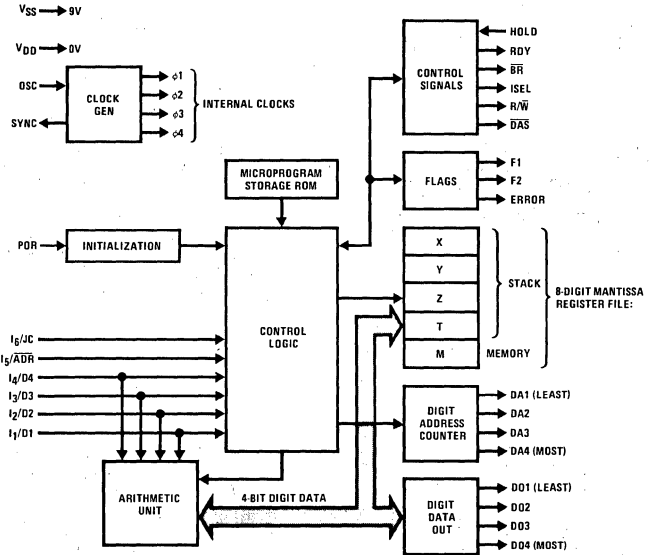 VSS 9V
VDD 0V
OSC
SYNC
CLOCK
GEN
ϕ1
ϕ2
ϕ3
ϕ4
INTERNAL CLOCKS
CONTROL
SIGNALS
HOLD
RDY
B̅R̅
ISEL
R/W̅
D̅A̅S̅
MICROPROGRAM
STORAGE ROM
FLAGS
F1
F2
ERROR
POR
INITIALIZATION
CONTROL
LOGIC
X
Y
Z
T
M
STACK
MEMORY
8-DIGIT MANTISSA
REGISTER FILE:
I6/JC
I5/A̅D̅R̅
I4/D4
I3/D3
I2/D2
I1/D1
DIGIT
ADDRESS
COUNTER
DA1 (LEAST)
DA2
DA3
DA4 (MOST)
ARITHMETIC
UNIT
4-BIT DIGIT DATA
DIGIT
DATA
OUT
DO1 (LEAST)
DO2
DO3
DO4 (MOST)